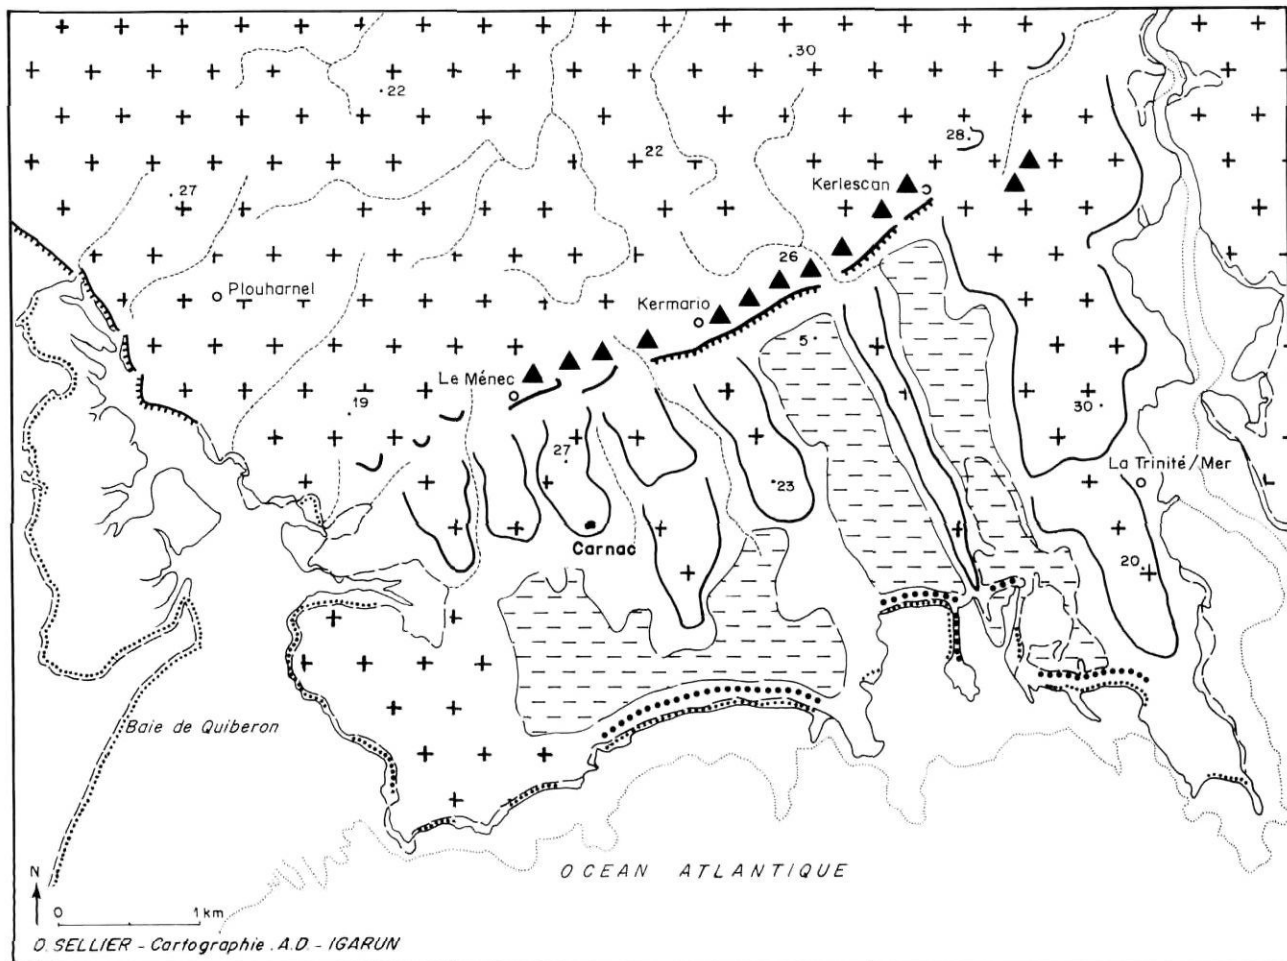 30
22
28
22
Kerlescan
27
26
Plouharnel
Kermario
5
Le Ménec
19
30
27
La Trinité/Mer
23
Carnac
20
Baie de Quiberon
OCEAN ATLANTIQUE
N
0 1 km
D. SELLIER - Cartographie . A.D. - IGARUN